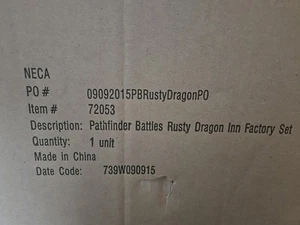 NECA
PO # 09092015PBRustyDragonPO
Item # 72053
Description: Pathfinder Battles Rusty Dragon Inn Factory Set
Quantity: 1 unit
Made in China
Date Code: 739W090915